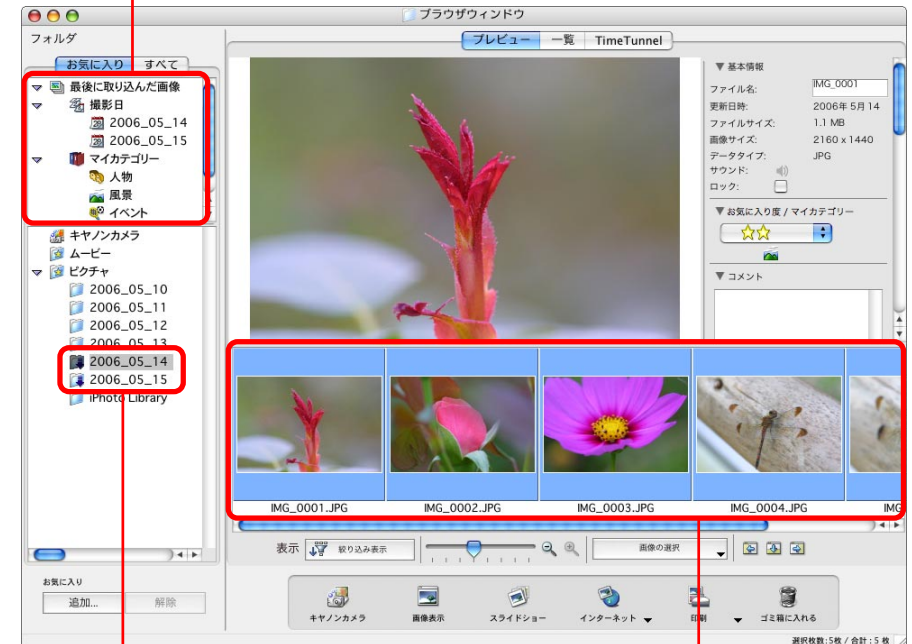 ブラウザウィンドウ
フォルダ
お気に入り すべて
最後に取り込んだ画像
撮影日
2006_05_14
2006_05_15
マイカテゴリー
人物
風景
イベント
キヤノンカメラ
ムービー
ピクチャ
2006_05_10
2006_05_11
2006_05_12
2006_05_13
2006_05_14
2006_05_15
iPhoto Library
お気に入り
追加... 解除
プレビュー 一覧 TimeTunnel
基本情報
ファイル名: IMG_0001
更新日時: 2006年 5月 14
ファイルサイズ: 1.1 MB
画像サイズ: 2160 x 1440
データタイプ: JPG
サウンド:
ロック:
お気に入り度 / マイカテゴリー
コメント
IMG_0001.JPG IMG_0002.JPG IMG_0003.JPG IMG_0004.JPG IMG
表示 絞り込み表示 画像の選択
キヤノンカメラ 画像表示 スライドショー インターネット 印刷 ゴミ箱に入れる
選択枚数:5枚 / 合計:5 枚